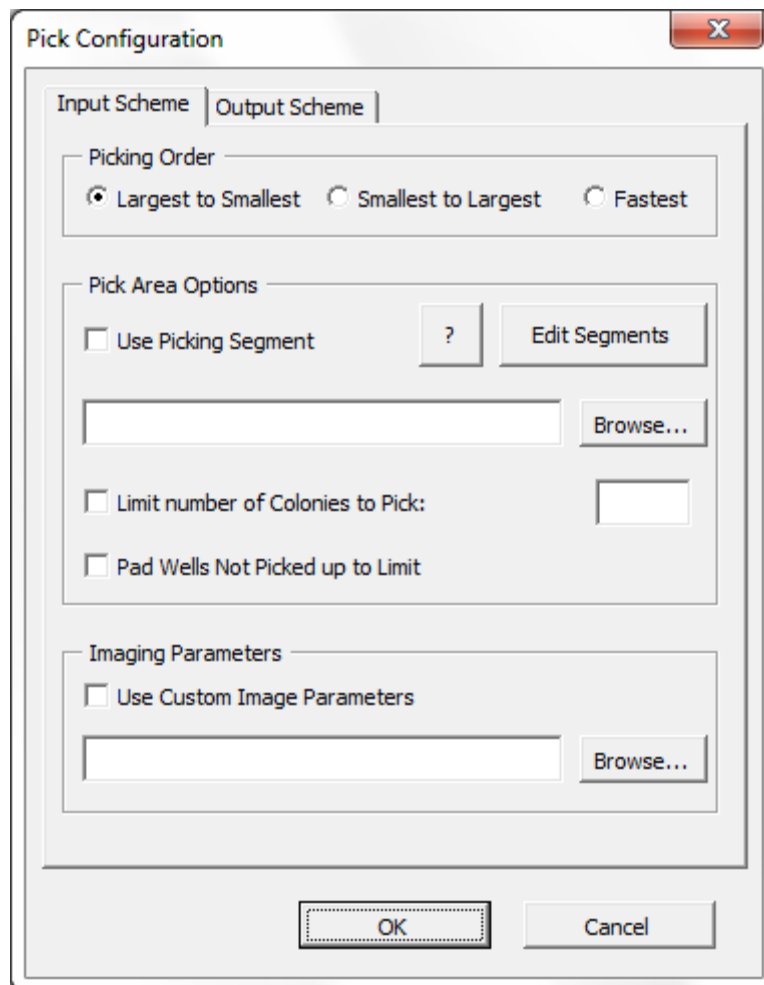 Pick Configuration
Input Scheme Output Scheme
Picking Order
Largest to Smallest Smallest to Largest Fastest
Pick Area Options
Use Picking Segment ? Edit Segments
Browse...
Limit number of Colonies to Pick:
Pad Wells Not Picked up to Limit
Imaging Parameters
Use Custom Image Parameters
Browse...
OK Cancel